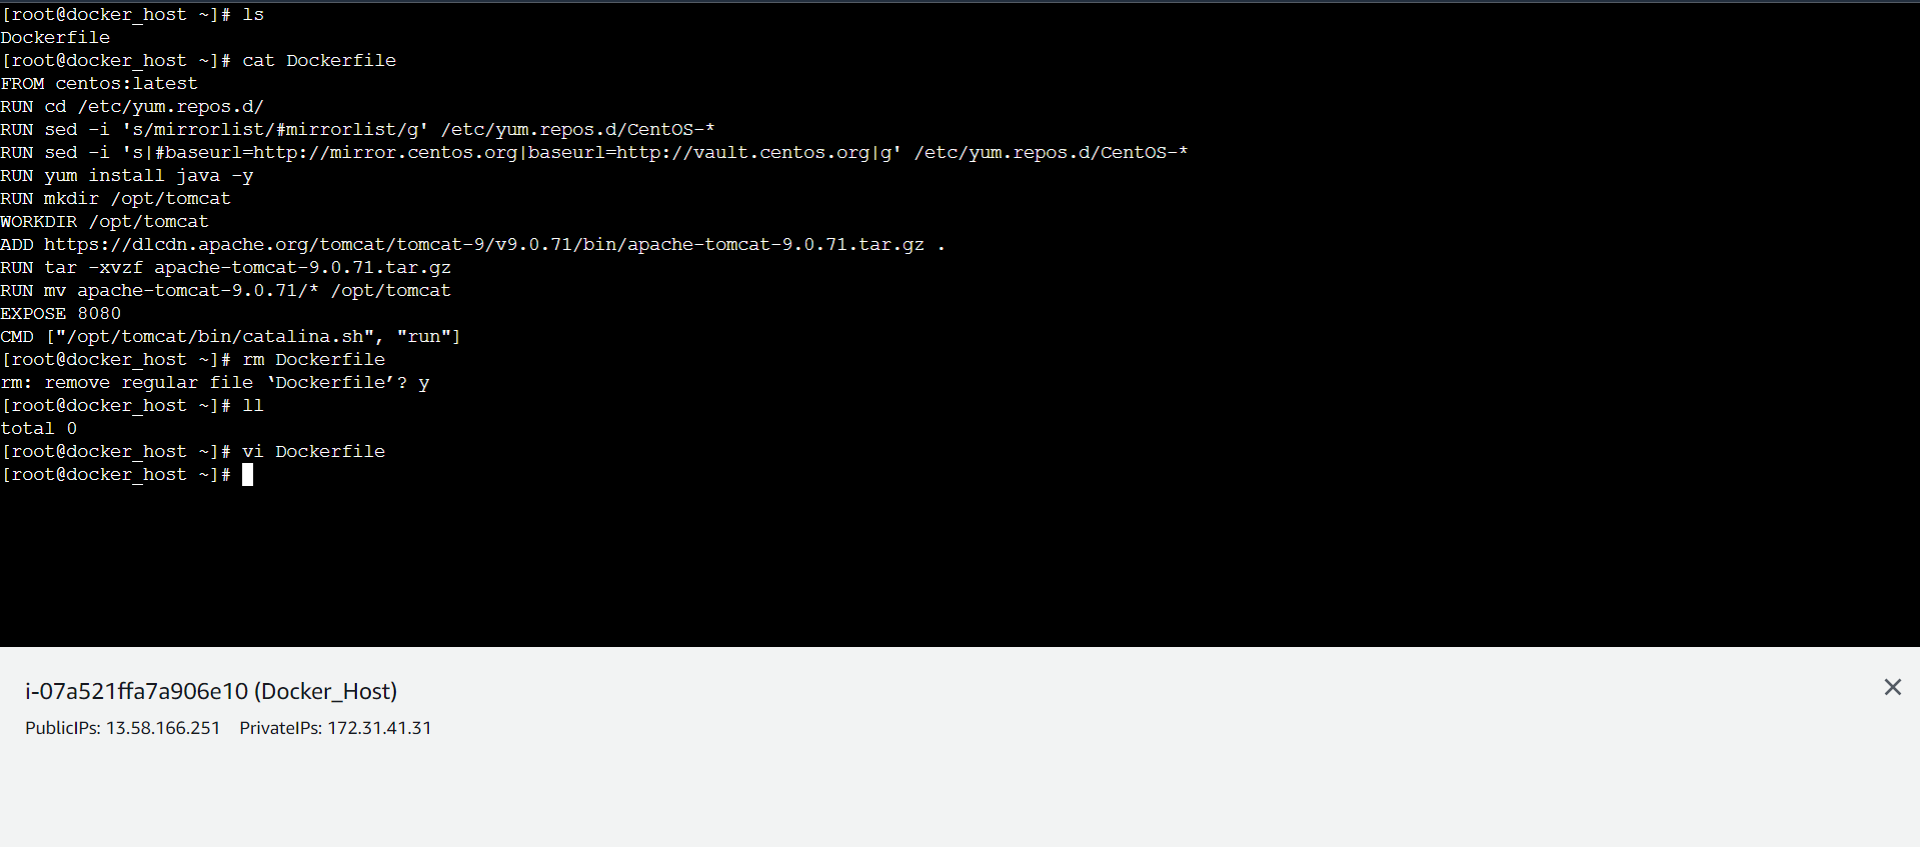 [root@docker_host ~]# ls
Dockerfile
[root@docker_host ~]# cat Dockerfile
FROM centos:latest
RUN cd /etc/yum.repos.d/
RUN sed -i 's/mirrorlist/#mirrorlist/g' /etc/yum.repos.d/CentOS-*
RUN sed -i 's|#baseurl=http://mirror.centos.org|baseurl=http://vault.centos.org|g' /etc/yum.repos.d/CentOS-*
RUN yum install java -y
RUN mkdir /opt/tomcat
WORKDIR /opt/tomcat
ADD https://dlcdn.apache.org/tomcat/tomcat-9/v9.0.71/bin/apache-tomcat-9.0.71.tar.gz .
RUN tar -xvzf apache-tomcat-9.0.71.tar.gz
RUN mv apache-tomcat-9.0.71/* /opt/tomcat
EXPOSE 8080
CMD ["/opt/tomcat/bin/catalina.sh", "run"]
[root@docker_host ~]# rm Dockerfile
rm: remove regular file ‘Dockerfile’? y
[root@docker_host ~]# ll
total 0
[root@docker_host ~]# vi Dockerfile
[root@docker_host ~]#
i-07a521ffa7a906e10 (Docker_Host)
PublicIPs: 13.58.166.251 PrivateIPs: 172.31.41.31